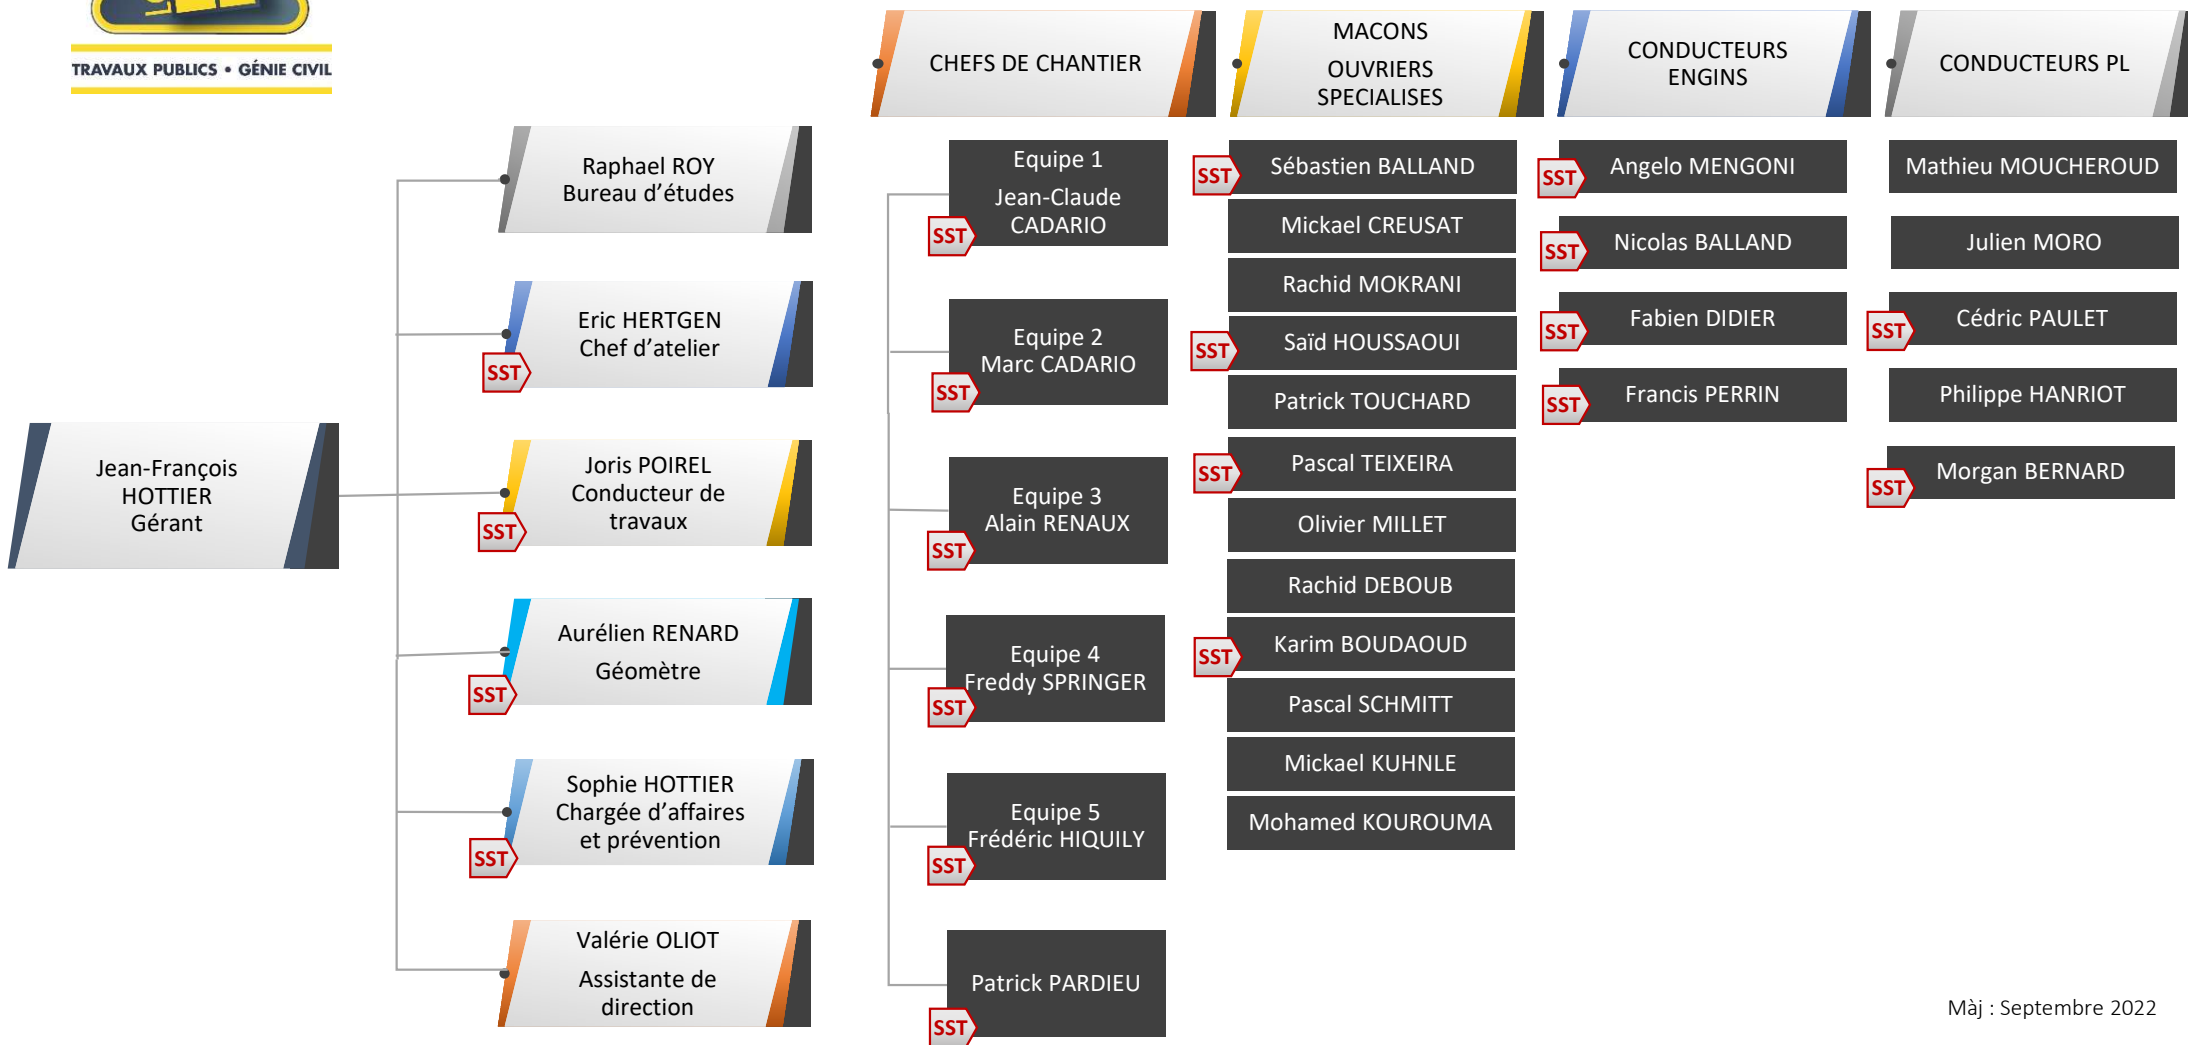 TRAVAUX PUBLICS • GÉNIE CIVIL
Jean-François
HOTTIER
Gérant
Raphael ROY
Bureau d'études
Eric HERTGEN
Chef d'atelier
SST
Joris POIREL
Conducteur de
travaux
SST
Aurélien RENARD
Géomètre
SST
Sophie HOTTIER
Chargée d'affaires
et prévention
SST
Valérie OLIOT
Assistante de
direction
CHEFS DE CHANTIER
Equipe 1
Jean-Claude
CADARIO
SST
Equipe 2
Marc CADARIO
SST
Equipe 3
Alain RENAUX
SST
Equipe 4
Freddy SPRINGER
SST
Equipe 5
Frédéric HIQUILY
SST
Patrick PARDIEU
SST
MACONS
OUVRIERS
SPECIALISES
SST
Sébastien BALLAND
Mickael CREUSAT
Rachid MOKRANI
SST
Saïd HOUSSAOUI
Patrick TOUCHARD
SST
Pascal TEIXEIRA
Olivier MILLET
Rachid DEBOUB
SST
Karim BOUDAOUD
Pascal SCHMITT
Mickael KUHNLE
Mohamed KOUROUMA
CONDUCTEURS
ENGINS
SST
Angelo MENGONI
SST
Nicolas BALLAND
SST
Fabien DIDIER
SST
Francis PERRIN
CONDUCTEURS PL
Mathieu MOUCHEROUD
Julien MORO
SST
Cédric PAULET
Philippe HANRIOT
SST
Morgan BERNARD
Màj : Septembre 2022